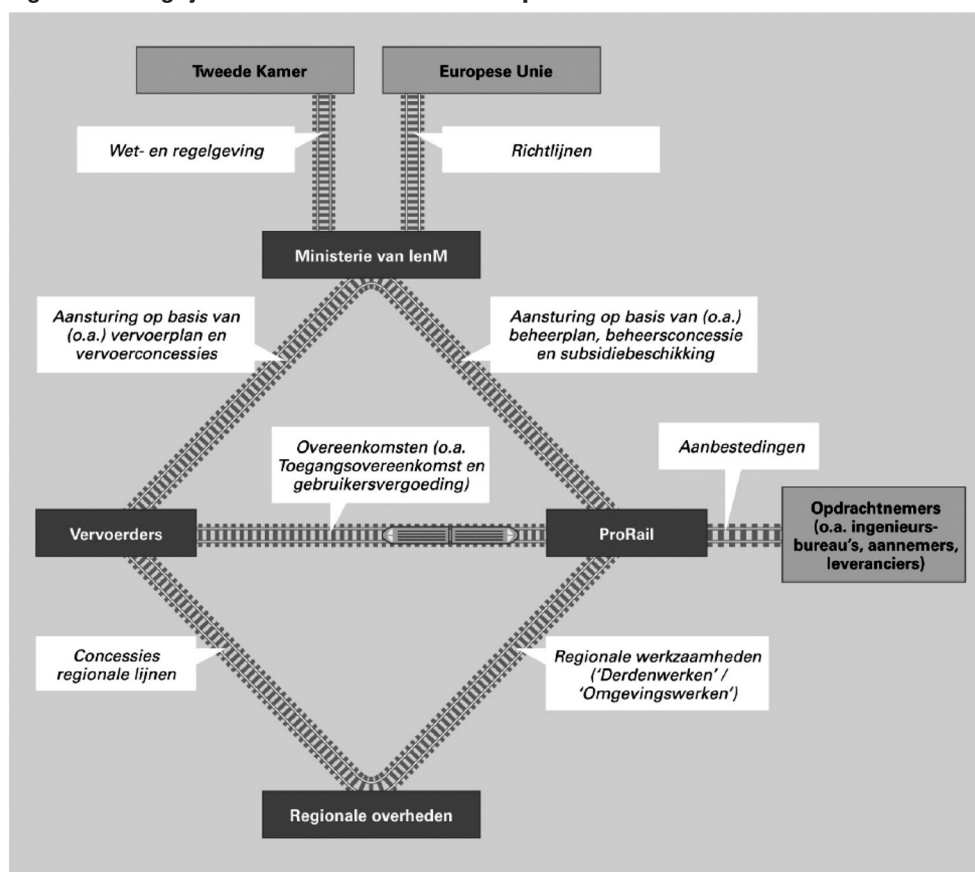 Tweede Kamer
Europese Unie
Wet- en regelgeving
Richtlijnen
Ministerie van IenM
Aansturing op basis van
(o.a.) vervoerplan en
vervoerconcessies
Aansturing op basis van (o.a.)
beheerplan, beheersconcessie
en subsidiebeschikking
Overeenkomsten (o.a.
Toegangsovereenkomst en
gebruikersvergoeding)
Aanbestedingen
Vervoerders
ProRail
Opdrachtnemers
(o.a. ingenieurs-
bureau's, aannemers,
leveranciers)
Concessies
regionale lijnen
Regionale werkzaamheden
('Derdenwerken' /
'Omgevingswerken')
Regionale overheden